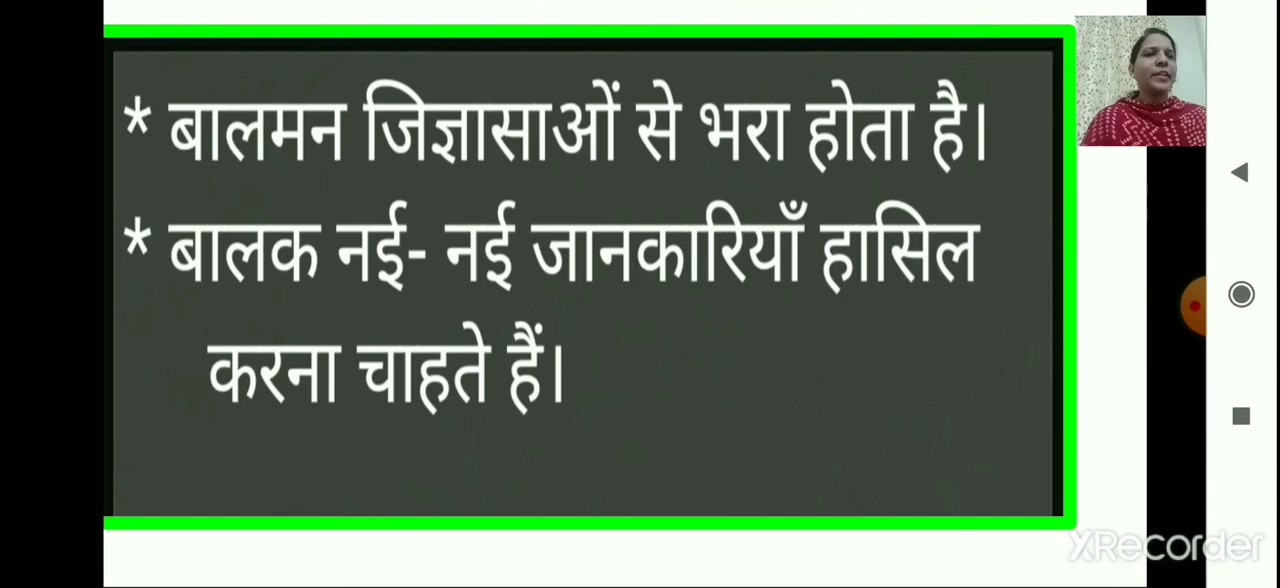 * बालमन जिज्ञासाओं से भरा होता है।
* बालक नई- नई जानकारियाँ हासिल
करना चाहते हैं।
XRecorder